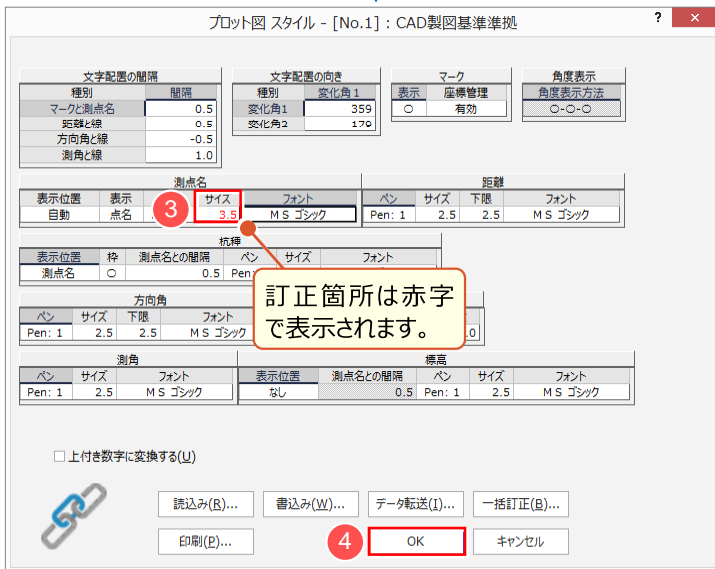 プロット図 スタイル - [No.1] : CAD製図基準準拠 ? ×
文字配置の間隔 文字配置の向き マーク 角度表示
種別 間隔 種別 変化角1 表示 座標管理 角度表示方法
マークと測点名 0.5 変化角1 359 ○ 有効 ○-○-○
距離と線 0.5 変化角2 179
方向角と線 -0.5
測角と線 1.0
測点名 距離
表示位置 表示 3 サイズ フォント ペン サイズ 下限 フォント
自動 点名 3.5 ＭＳ ゴシック Pen: 1 2.5 2.5 ＭＳ ゴシック
杭種
表示位置 枠 測点名との間隔 ペン サイズ フォント
測点名 ○ 0.5 Pen:
訂正箇所は赤字
で表示されます。
方向角
ペン サイズ 下限 フォント
Pen: 1 2.5 2.5 ＭＳ ゴシック .0
測角 標高
ペン サイズ フォント 表示位置 測点名との間隔 ペン サイズ フォント
Pen: 1 2.5 ＭＳ ゴシック なし 0.5 Pen: 1 2.5 ＭＳ ゴシック
上付き数字に変換する(U)
読込み(R)... 書込み(W)... データ転送(I)... 一括訂正(B)...
印刷(P)... 4 OK キャンセル